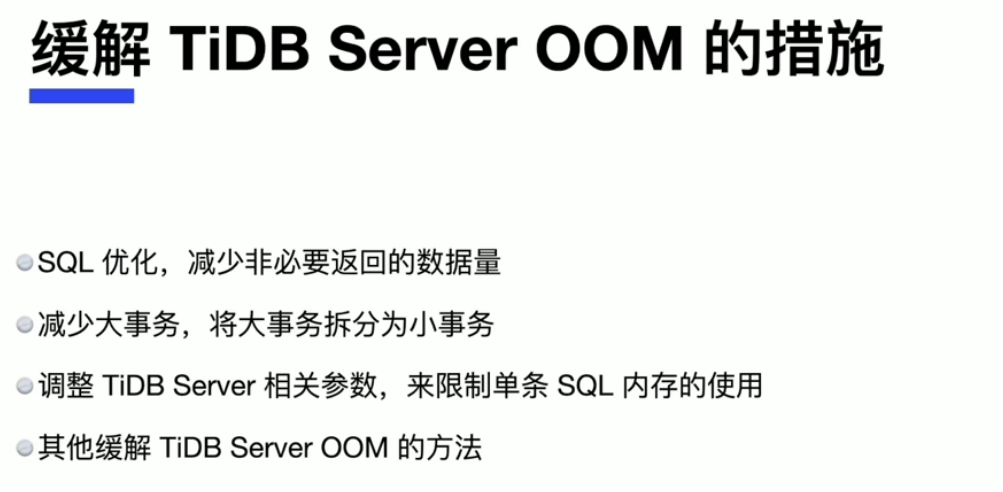 缓解 TiDB Server OOM 的措施
SQL 优化，减少非必要返回的数据量
减少大事务，将大事务拆分为小事务
调整 TiDB Server 相关参数，来限制单条 SQL 内存的使用
其他缓解 TiDB Server OOM 的方法